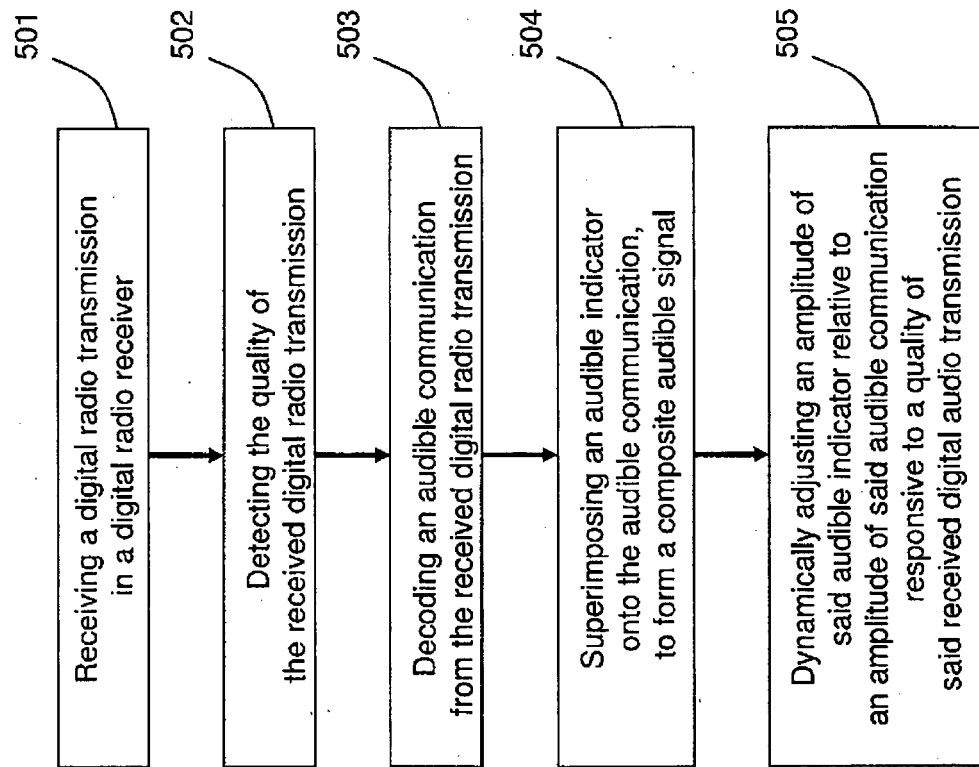 501
Receiving a digital radio transmission
in a digital radio receiver
502
Detecting the quality of
the received digital radio transmission
503
Decoding an audible communication
from the received digital radio transmission
504
Superimposing an audible indicator
onto the audible communication,
to form a composite audible signal
505
Dynamically adjusting an amplitude of
said audible indicator relative to
an amplitude of said audible communication
responsive to a quality of
said received digital audio transmission